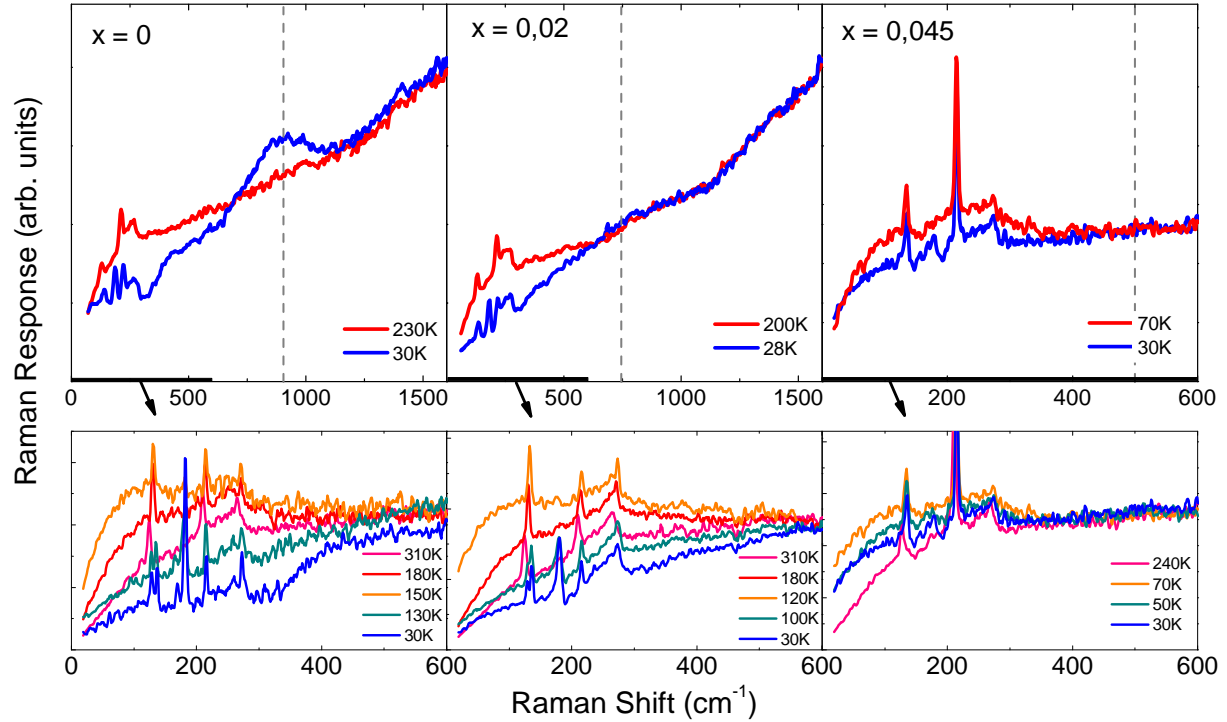 Raman Response (arb. units)
x = 0
230K
30K
0 500 1000 1500
x = 0,02
200K
28K
500 1000 1500
x = 0,045
70K
30K
200 400 600
310K
180K
150K
130K
30K
0 200 400 600
310K
180K
120K
100K
30K
200 400 600
240K
70K
50K
30K
200 400 600
Raman Shift (cm⁻¹)